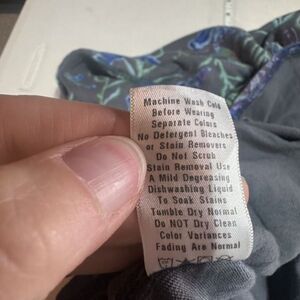 Machine Wash Cold
Before Wearing
Separate Colors
No Detergent Bleaches
or Stain Removers
Do Not Scrub
Stain Removal Use
A Mild Degreasing
Dishwashing Liquid
To Soak Stains
Tumble Dry Normal
Do NOT Dry Clean
Color Variances
Fading Are Normal